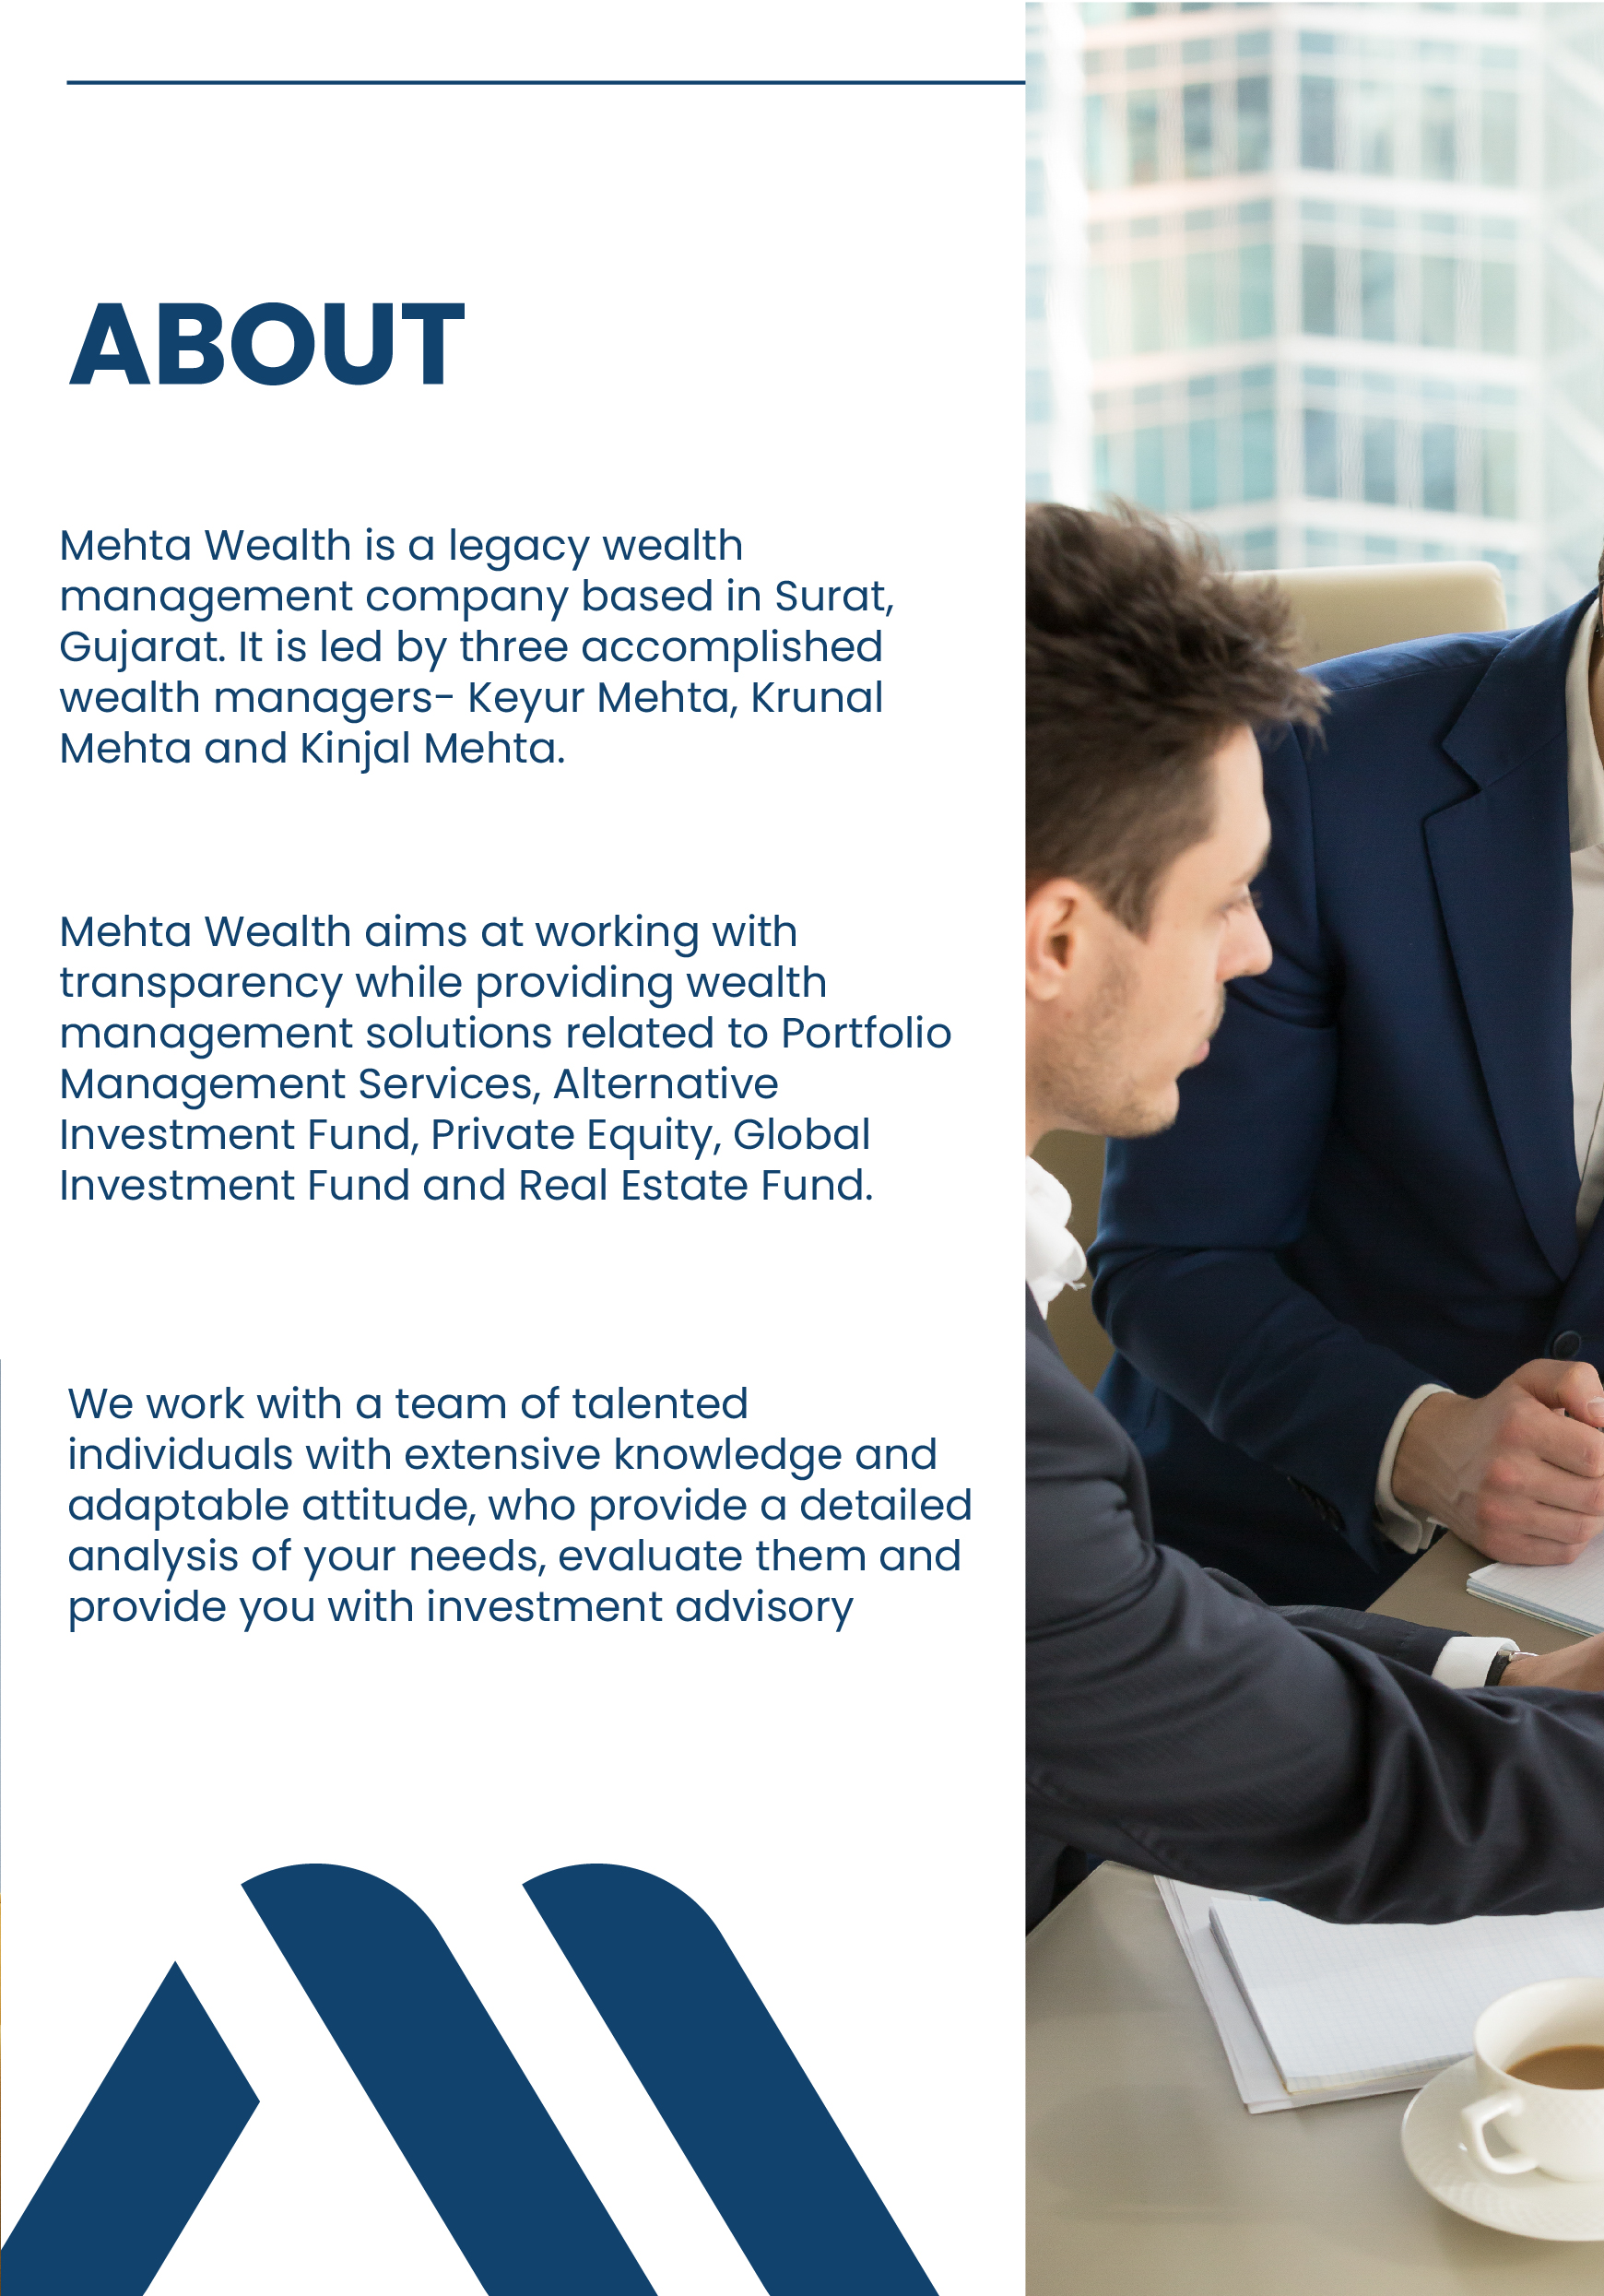 ABOUT
Mehta Wealth is a legacy wealth
management company based in Surat,
Gujarat. It is led by three accomplished
wealth managers- Keyur Mehta, Krunal
Mehta and Kinjal Mehta.
Mehta Wealth aims at working with
transparency while providing wealth
management solutions related to Portfolio
Management Services, Alternative
Investment Fund, Private Equity, Global
Investment Fund and Real Estate Fund.
We work with a team of talented
individuals with extensive knowledge and
adaptable attitude, who provide a detailed
analysis of your needs, evaluate them and
provide you with investment advisory